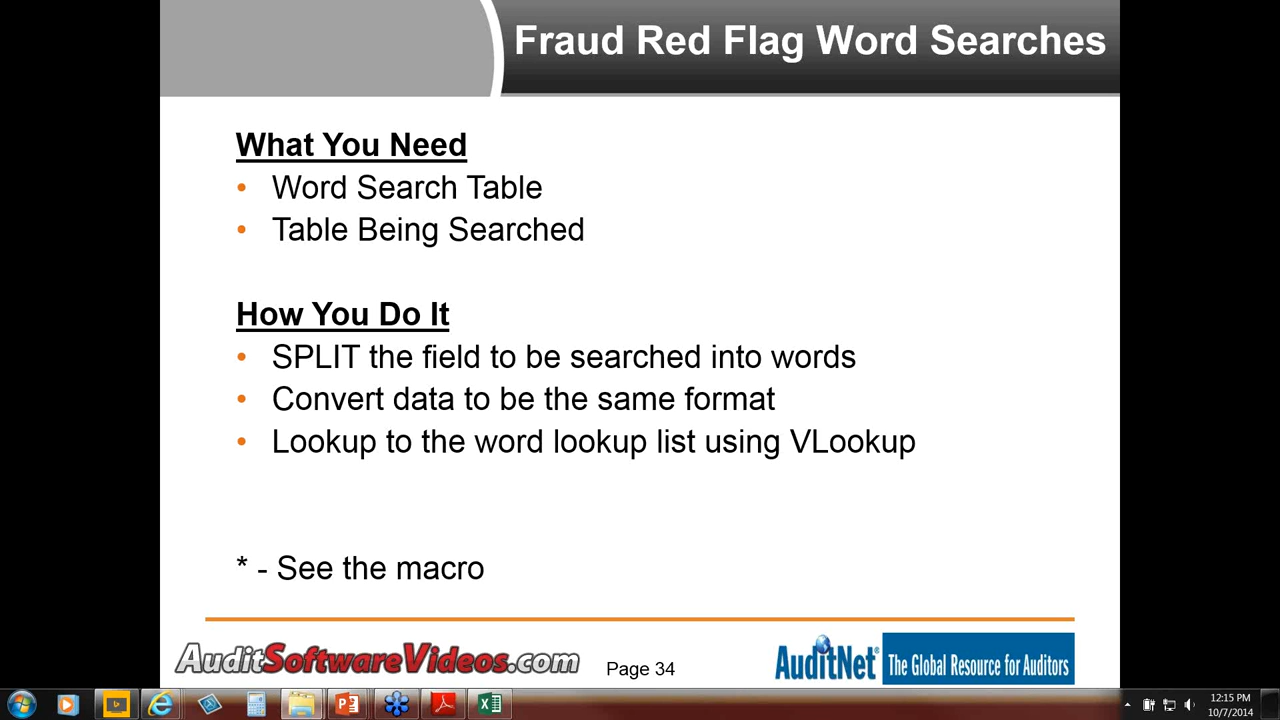 Fraud Red Flag Word Searches
What You Need
• Word Search Table
• Table Being Searched
How You Do It
• SPLIT the field to be searched into words
• Convert data to be the same format
• Lookup to the word lookup list using VLookup
* - See the macro
AuditSoftwareVideos.com
Page 34
AuditNet® The Global Resource for Auditors
12:15 PM
10/7/2014